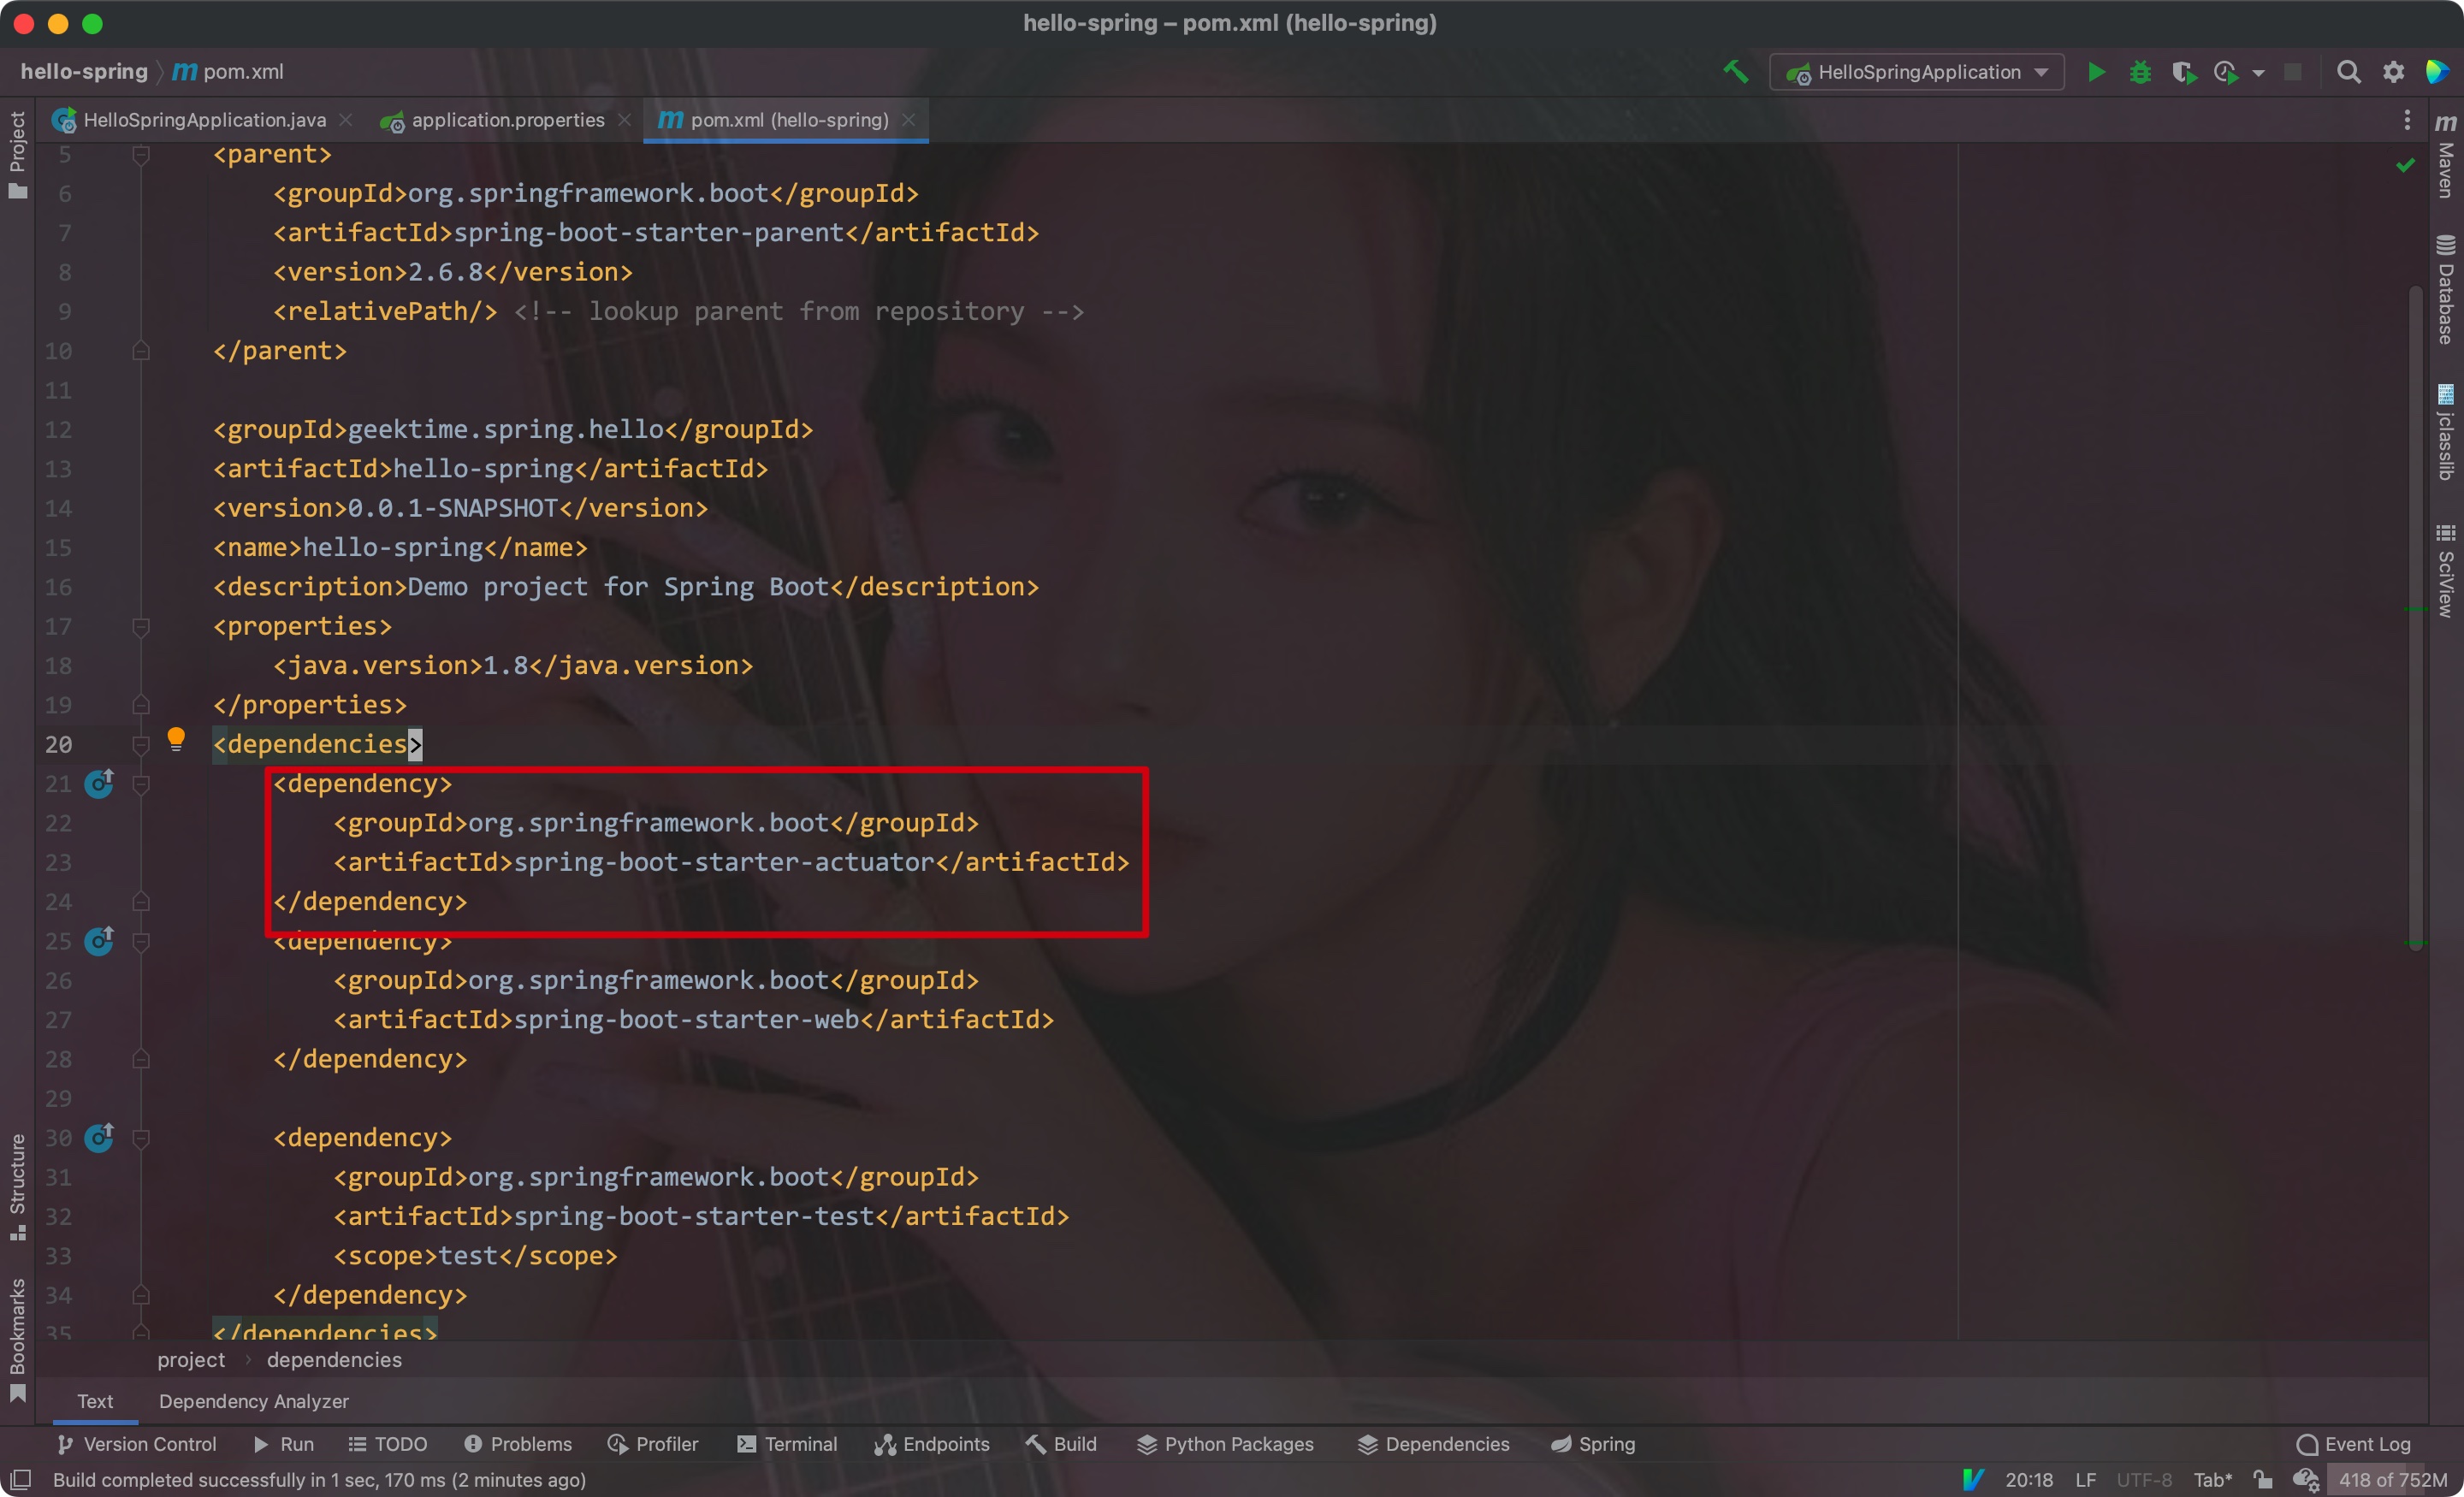 hello-spring – pom.xml (hello-spring)
hello-spring
pom.xml
HelloSpringApplication
Project
HelloSpringApplication.java
application.properties
pom.xml (hello-spring)
Maven
Database
jclasslib
SciView
5 <parent>
6 <groupId>org.springframework.boot</groupId>
7 <artifactId>spring-boot-starter-parent</artifactId>
8 <version>2.6.8</version>
9 <relativePath/> <!-- lookup parent from repository -->
10 </parent>
11
12 <groupId>geektime.spring.hello</groupId>
13 <artifactId>hello-spring</artifactId>
14 <version>0.0.1-SNAPSHOT</version>
15 <name>hello-spring</name>
16 <description>Demo project for Spring Boot</description>
17 <properties>
18 <java.version>1.8</java.version>
19 </properties>
20 <dependencies>
21 <dependency>
22 <groupId>org.springframework.boot</groupId>
23 <artifactId>spring-boot-starter-actuator</artifactId>
24 </dependency>
25 <dependency>
26 <groupId>org.springframework.boot</groupId>
27 <artifactId>spring-boot-starter-web</artifactId>
28 </dependency>
29
30 <dependency>
31 <groupId>org.springframework.boot</groupId>
32 <artifactId>spring-boot-starter-test</artifactId>
33 <scope>test</scope>
34 </dependency>
35 </dependencies>
Structure
Bookmarks
project
dependencies
Text
Dependency Analyzer
Version Control
Run
TODO
Problems
Profiler
Terminal
Endpoints
Build
Python Packages
Dependencies
Spring
Event Log
Build completed successfully in 1 sec, 170 ms (2 minutes ago)
20:18
LF
UTF-8
Tab*
418 of 752M